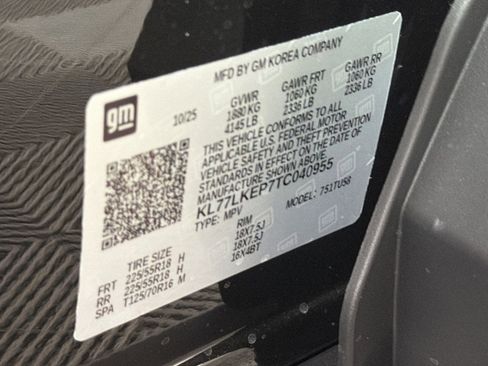 MFD BY GM KOREA COMPANY
gm
10/25
GVWR GAWR FRT GAWR RR
1880 KG 1060 KG 1060 KG
4145 LB 2336 LB 2336 LB
THIS VEHICLE CONFORMS TO ALL
APPLICABLE U.S. FEDERAL MOTOR
VEHICLE SAFETY AND THEFT PREVENTION
STANDARDS IN EFFECT ON THE DATE OF
MANUFACTURE SHOWN ABOVE.
KL77LKEP7TC040955
TYPE: MPV MODEL: 751TU58
TIRE SIZE RIM
FRT 225/55R18 H 18X7.5J
RR 225/55R18 H 18X7.5J
SPA T125/70R16 M 16X4BT